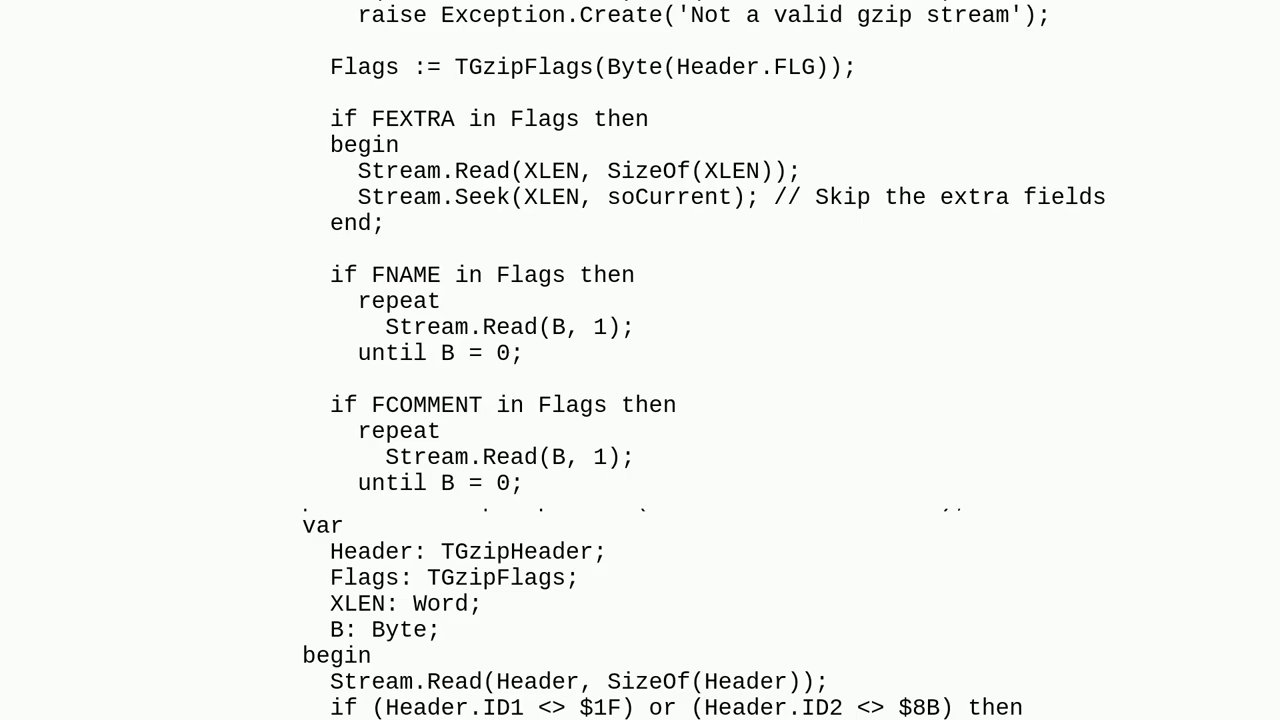 raise Exception.Create('Not a valid gzip stream');
Flags := TGzipFlags(Byte(Header.FLG));
if FEXTRA in Flags then
begin
Stream.Read(XLEN, SizeOf(XLEN));
Stream.Seek(XLEN, soCurrent); // Skip the extra fields
end;
if FNAME in Flags then
repeat
Stream.Read(B, 1);
until B = 0;
if FCOMMENT in Flags then
repeat
Stream.Read(B, 1);
until B = 0;
var
Header: TGzipHeader;
Flags: TGzipFlags;
XLEN: Word;
B: Byte;
begin
Stream.Read(Header, SizeOf(Header));
if (Header.ID1 <> $1F) or (Header.ID2 <> $8B) then